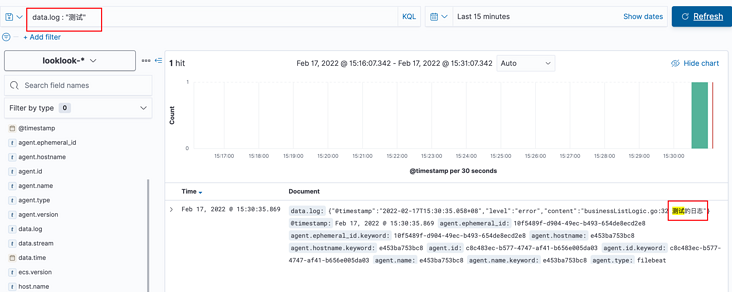 data.log : "测试"
KQL
Last 15 minutes
Show dates
Refresh
+ Add filter
looklook-*
1 hit
Feb 17, 2022 @ 15:16:07.342 - Feb 17, 2022 @ 15:31:07.342
Auto
Hide chart
Search field names
Filter by type 0
@timestamp
agent.ephemeral_id
agent.hostname
agent.id
agent.name
agent.type
agent.version
data.log
data.stream
data.time
ecs.version
host.name
Count
1
0
15:17:00 15:18:00 15:19:00 15:20:00 15:21:00 15:22:00 15:23:00 15:24:00 15:25:00 15:26:00 15:27:00 15:28:00 15:29:00 15:30:00
@timestamp per 30 seconds
Time Document
Feb 17, 2022 @ 15:30:35.869 data.log: {"@timestamp":"2022-02-17T15:30:35.058+08","level":"error","content":"businessListLogic.go:32 测试的日志"}
@timestamp: Feb 17, 2022 @ 15:30:35.869 agent.ephemeral_id: 10f5489f-d904-49ec-b493-654de8ecd2e8
agent.ephemeral_id.keyword: 10f5489f-d904-49ec-b493-654de8ecd2e8 agent.hostname: e453ba753bc8
agent.hostname.keyword: e453ba753bc8 agent.id: c8c483ec-b577-4747-af41-b656e005da03 agent.id.keyword: c8c483ec-b577-
4747-af41-b656e005da03 agent.name: e453ba753bc8 agent.name.keyword: e453ba753bc8 agent.type: filebeat